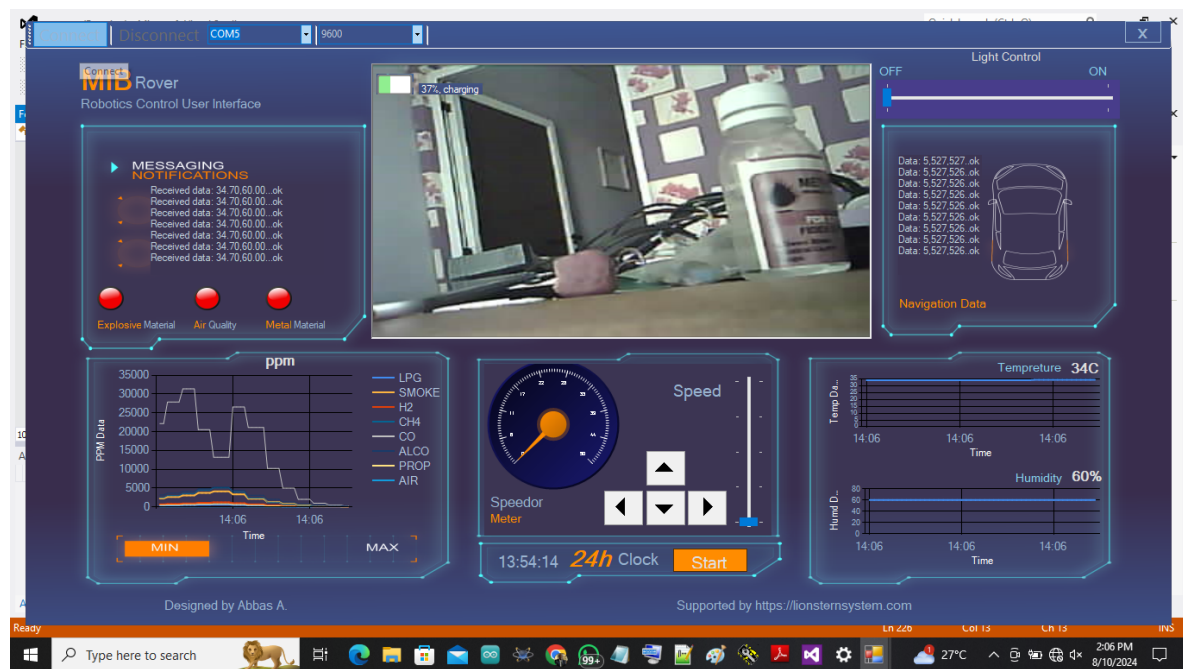 Disconnect
COM5
9600
X
Connect
MIB Rover
Robotics Control User Interface
MESSAGING
NOTIFICATIONS
Received data: 34.70,60.00...ok
Received data: 34.70,60.00...ok
Received data: 34.70,60.00...ok
Received data: 34.70,60.00...ok
Received data: 34.70,60.00...ok
Received data: 34.70,60.00...ok
Received data: 34.70,60.00...ok
Explosive Material
Air Quality
Metal Material
37%, charging
Light Control
OFF
ON
Data: 5,527,527..ok
Data: 5,527,526..ok
Data: 5,527,526..ok
Data: 5,527,526..ok
Data: 5,527,526..ok
Data: 5,527,526..ok
Data: 5,527,526..ok
Data: 5,527,526..ok
Data: 5,527,526..ok
Navigation Data
ppm
35000
30000
25000
20000
15000
10000
5000
0
PPM Data
14:06
14:06
Time
LPG
SMOKE
H2
CH4
CO
ALCO
PROP
AIR
MIN
MAX
Speed
Speedor
Meter
13:54:14
24h Clock
Start
Tempreture 34C
Temp Da...
35
30
25
20
15
10
5
0
14:06
14:06
14:06
Time
Humidity 60%
Humd D...
80
60
40
20
0
14:06
14:06
14:06
Time
Designed by Abbas A.
Supported by https://lionsternsystem.com
Ready
Ln 226
Col 13
Ch 13
INS
Type here to search
99+
27°C
2:06 PM
8/10/2024